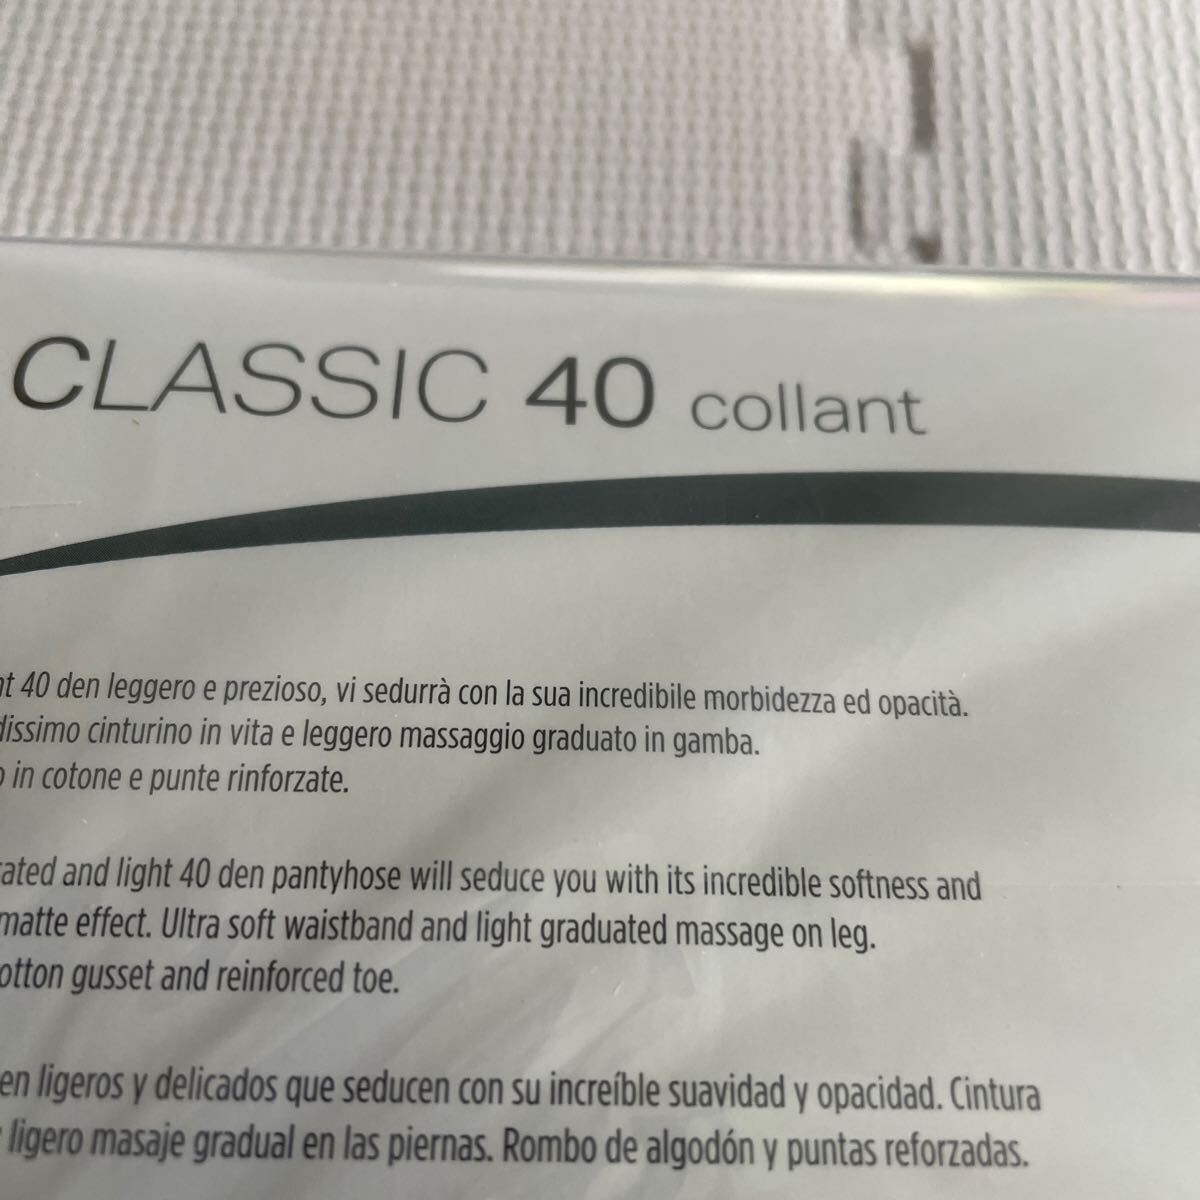 CLASSIC 40 collant
40 den leggero e prezioso, vi sedurrà con la sua incredibile morbidezza ed opacità.
cinturino in vita e leggero massaggio graduato in gamba.
in cotone e punte rinforzate.
and light 40 den pantyhose will seduce you with its incredible softness and
matte effect. Ultra soft waistband and light graduated massage on leg.
gusset and reinforced toe.
ligeros y delicados que seducen con su increíble suavidad y opacidad. Cintura
ligero masaje gradual en las piernas. Rombo de algodón y puntas reforzadas.